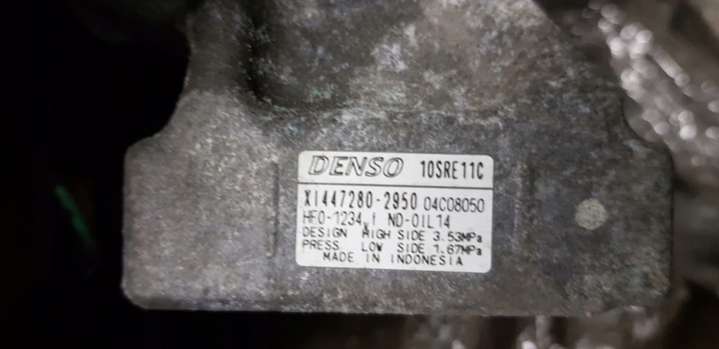 DENSO 10SRE11C
XI447280-2950 04C08050
HFO-1234 ND-OIL14
DESIGN HIGH SIDE 3.53MPa
PRESS LOW SIDE 1.67MPa
MADE IN INDONESIA